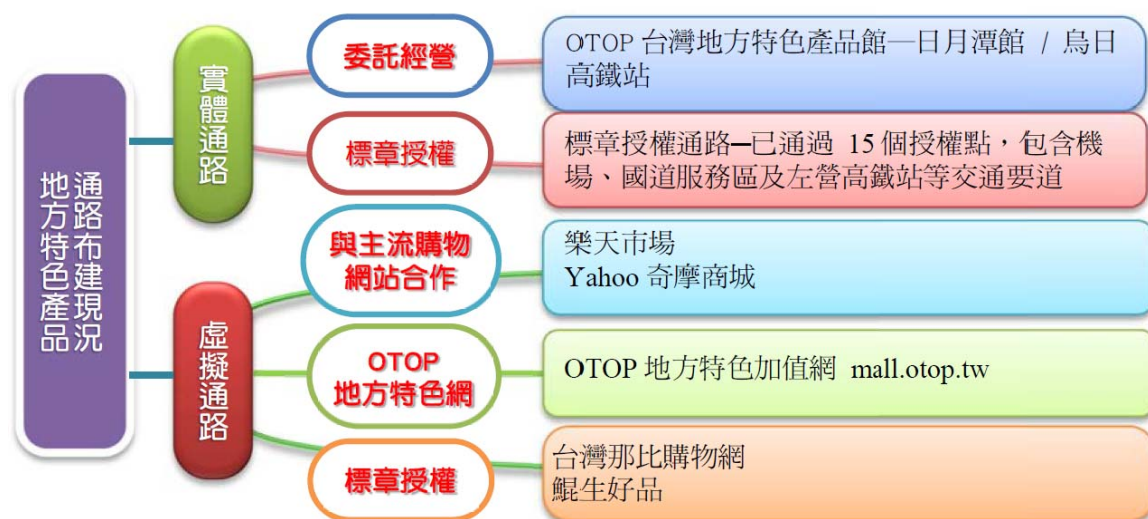 地方特色產品
通路布建現況
實體通路
委託經營
OTOP 台灣地方特色產品館—日月潭館 / 烏日
高鐵站
標章授權
標章授權通路—已通過 15 個授權點，包含機
場、國道服務區及左營高鐵站等交通要道
虛擬通路
與主流購物
網站合作
樂天市場
Yahoo 奇摩商城
OTOP
地方特色網
OTOP 地方特色加值網 mall.otop.tw
標章授權
台灣那比購物網
鯤生好品